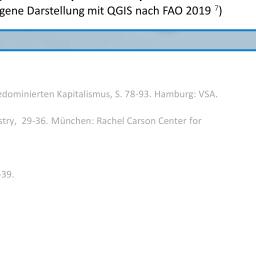 gene Darstellung mit QGIS nach FAO 2019 ⁷)
dominierten Kapitalismus, S. 78-93. Hamburg: VSA.
stry, 29-36. München: Rachel Carson Center for
-39.